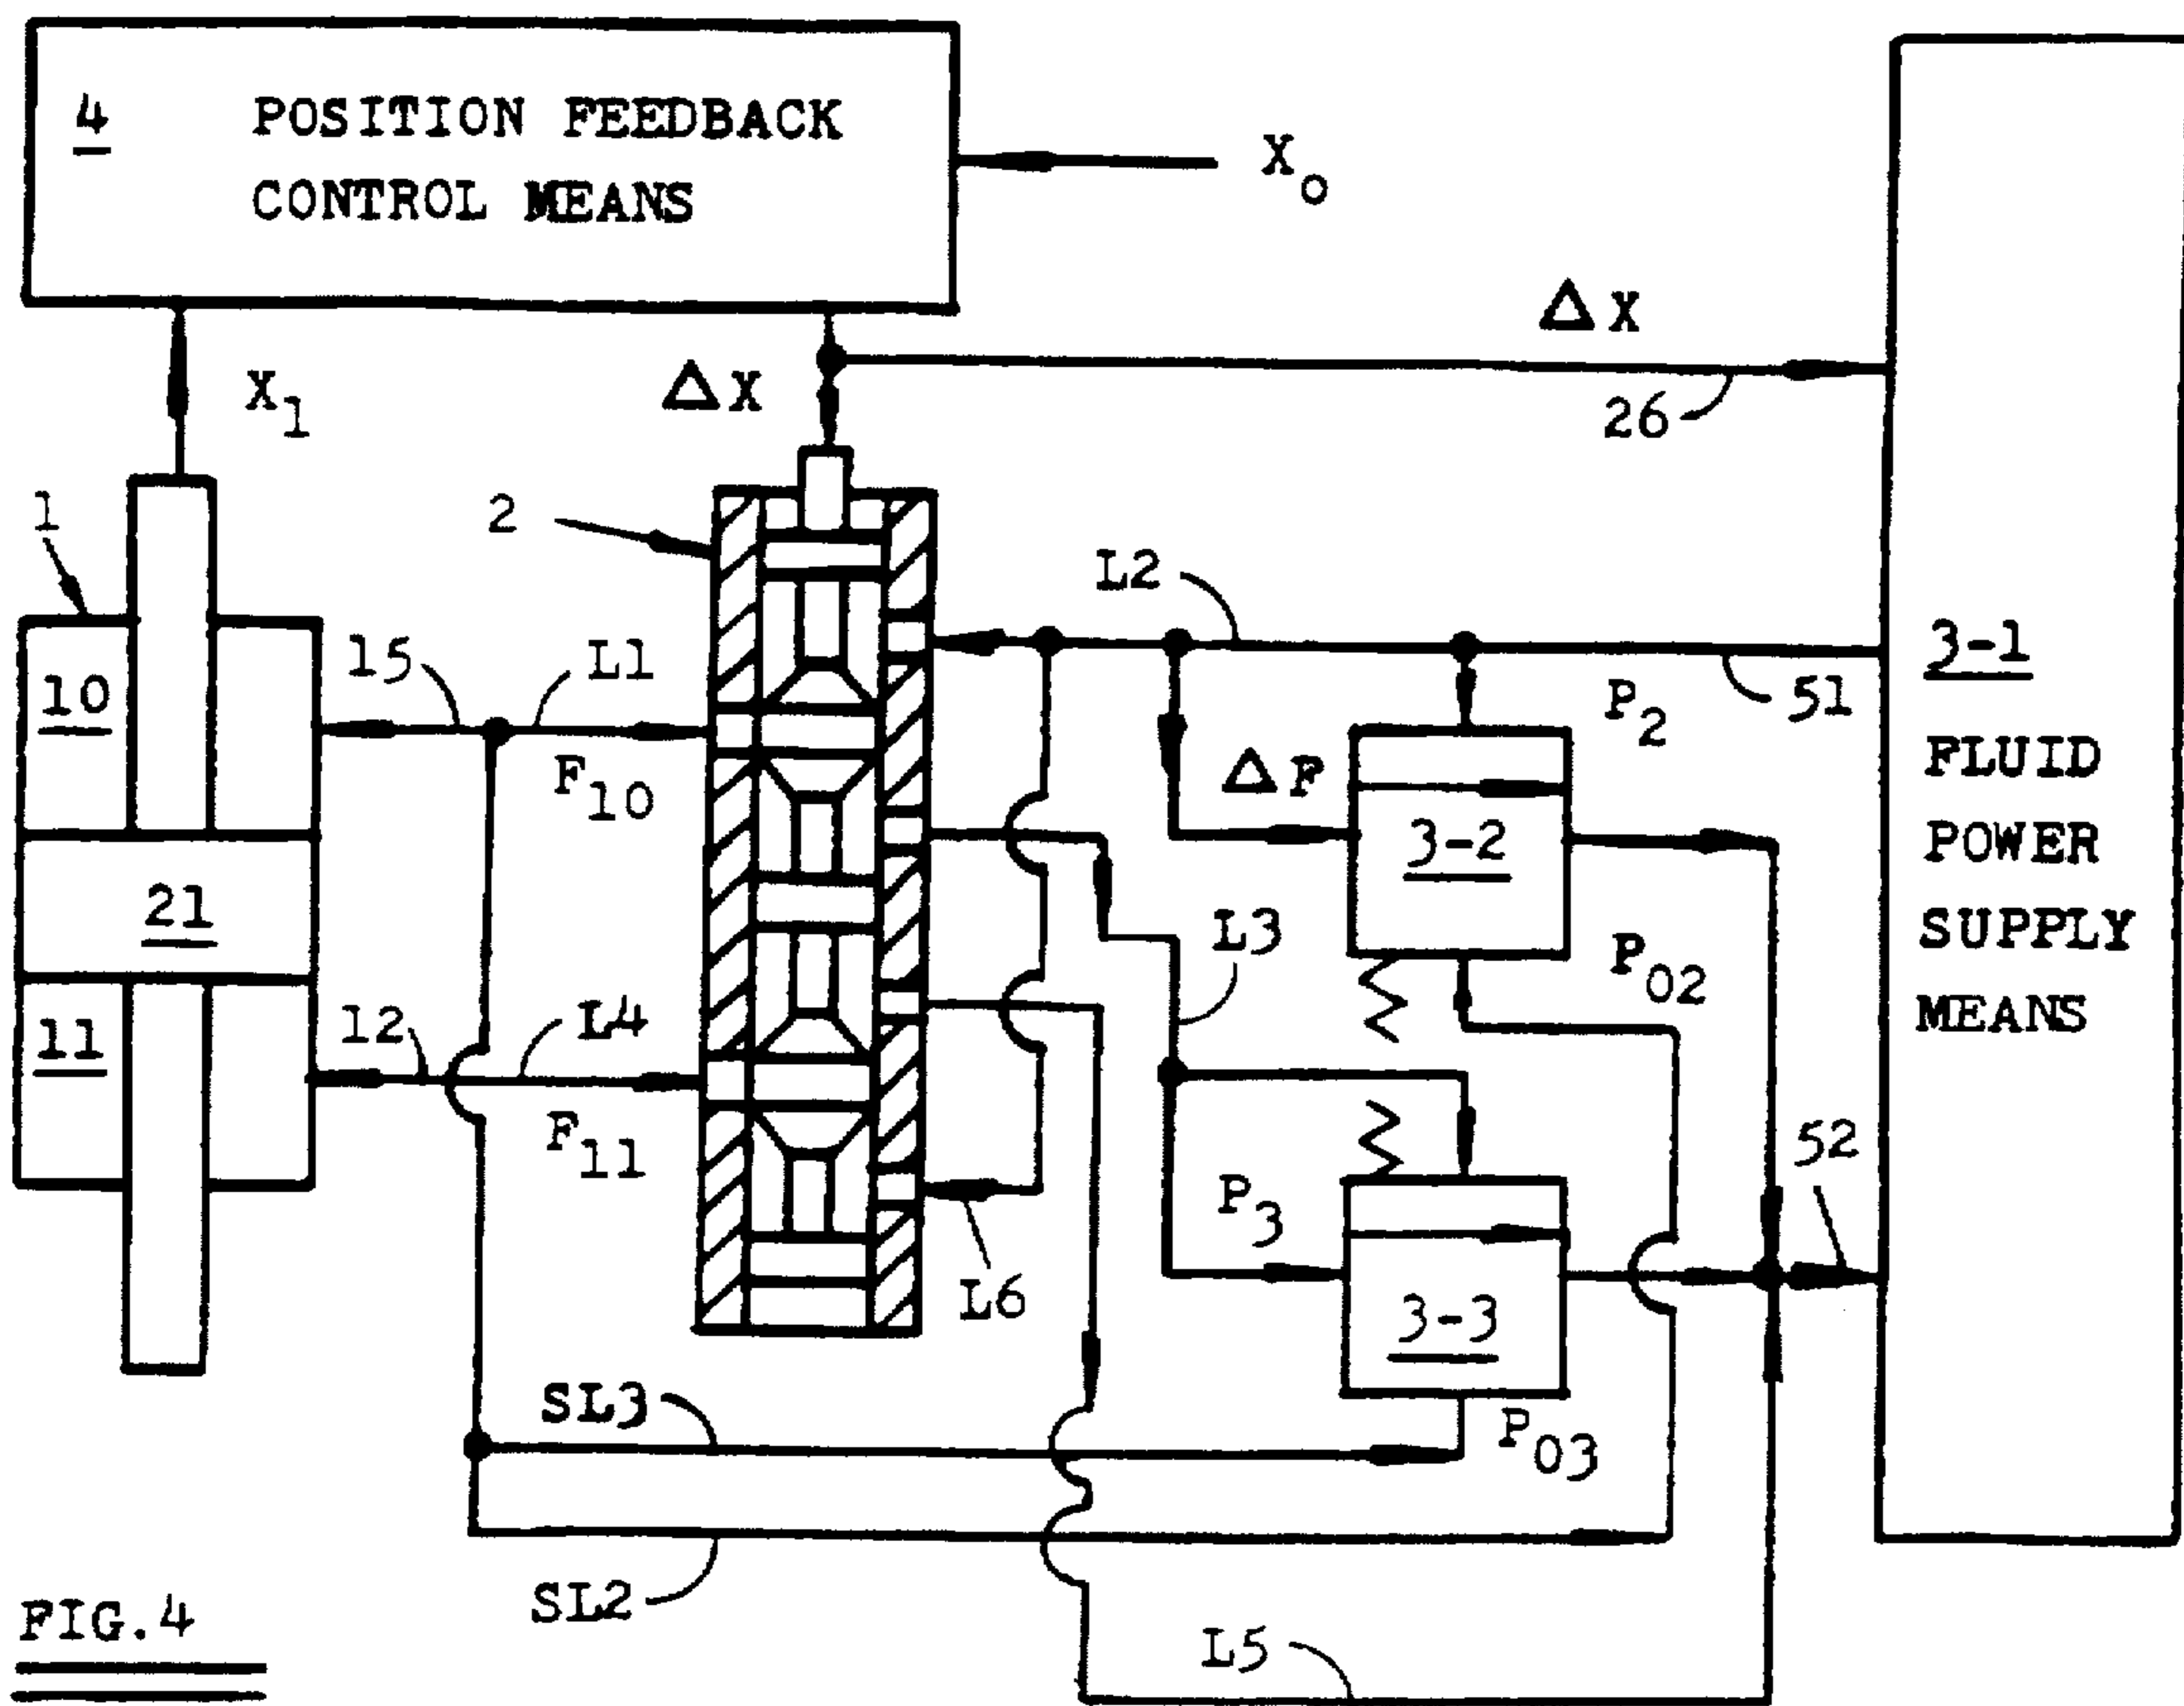 4 POSITION FEEDBACK
CONTROL MEANS
X₀
ΔX
X₁
ΔX
26
1
2
L2
3-1
10
15
L1
P₂
51
F₁₀
ΔP
FLUID
3-2
POWER
21
L3
P₀₂
SUPPLY
11
12
L4
MEANS
F₁₁
52
P₃
L6
3-3
SL3
P₀₃
SL2
FIG.4
L5